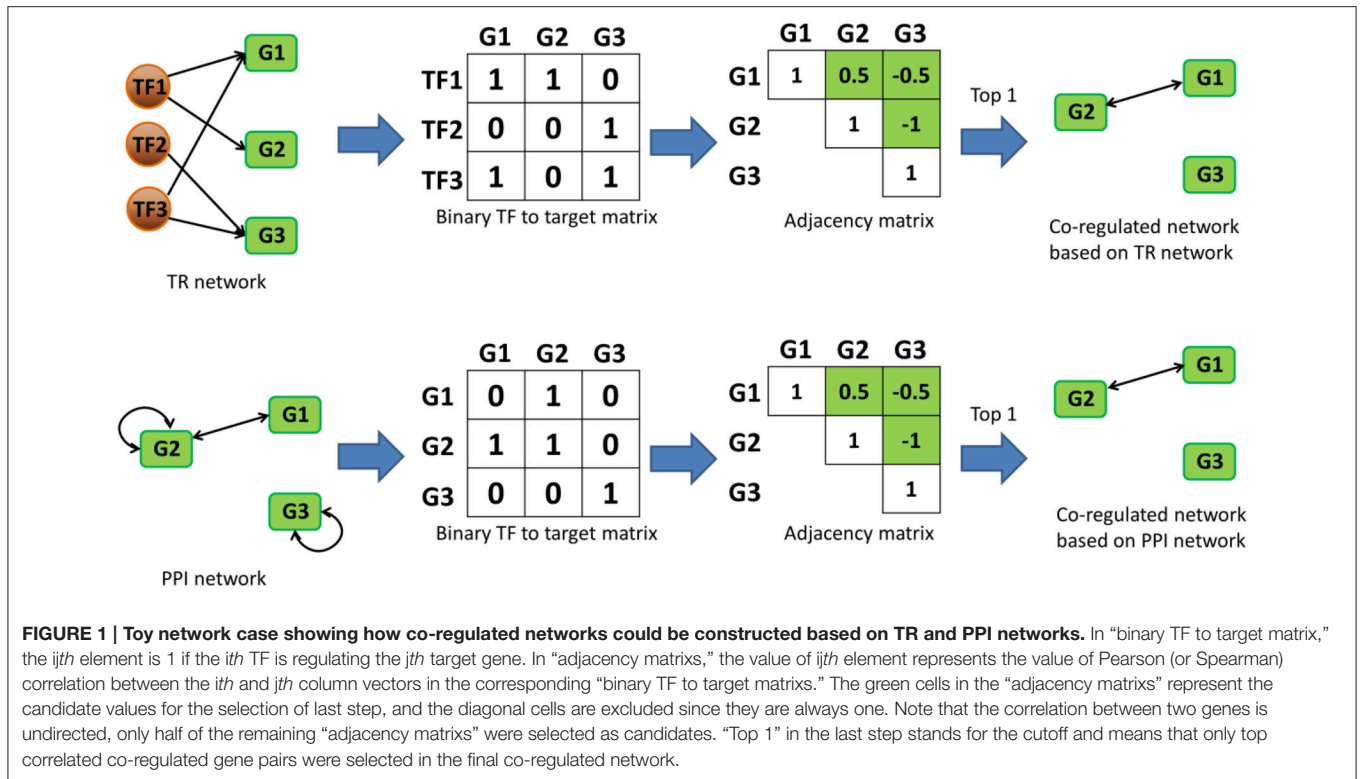 G1 G2 G3
TF1 G1 TF1 1 1 0 G1 1 0.5 -0.5 Top 1 G1
TF2 G2 TF2 0 0 1 G2 1 -1 G2
TF3 G3 TF3 1 0 1 G3 1 G3
Binary TF to target matrix
Adjacency matrix
G1 G2 G3
Co-regulated network
based on TR network
TR network
G1 G2 G3
G1 G2 G3
G1 G1 0 1 0 G1 1 0.5 -0.5 Top 1 G1
G2 G2 1 1 0 G2 1 -1 G2
G3 G3 0 0 1 G3 1 G3
Binary TF to target matrix
Adjacency matrix
Co-regulated network
based on PPI network
PPI network
FIGURE 1 | Toy network case showing how co-regulated networks could be constructed based on TR and PPI networks. In “binary TF to target matrix,”
the ijth element is 1 if the ith TF is regulating the jth target gene. In “adjacency matrixs,” the value of ijth element represents the value of Pearson (or Spearman)
correlation between the ith and jth column vectors in the corresponding “binary TF to target matrixs.” The green cells in the “adjacency matrixs” represent the
candidate values for the selection of last step, and the diagonal cells are excluded since they are always one. Note that the correlation between two genes is
undirected, only half of the remaining “adjacency matrixs” were selected as candidates. “Top 1” in the last step stands for the cutoff and means that only top
correlated co-regulated gene pairs were selected in the final co-regulated network.